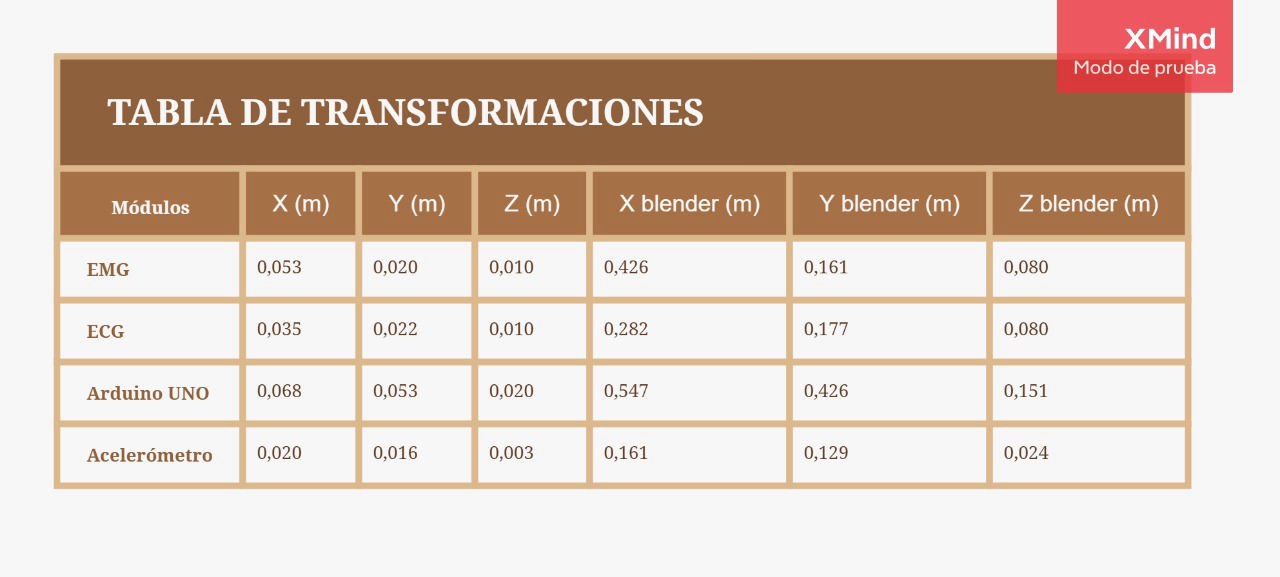 XMind
Modo de prueba
TABLA DE TRANSFORMACIONES
Módulos X (m) Y (m) Z (m) X blender (m) Y blender (m) Z blender (m)
EMG 0,053 0,020 0,010 0,426 0,161 0,080
ECG 0,035 0,022 0,010 0,282 0,177 0,080
Arduino UNO 0,068 0,053 0,020 0,547 0,426 0,151
Acelerómetro 0,020 0,016 0,003 0,161 0,129 0,024